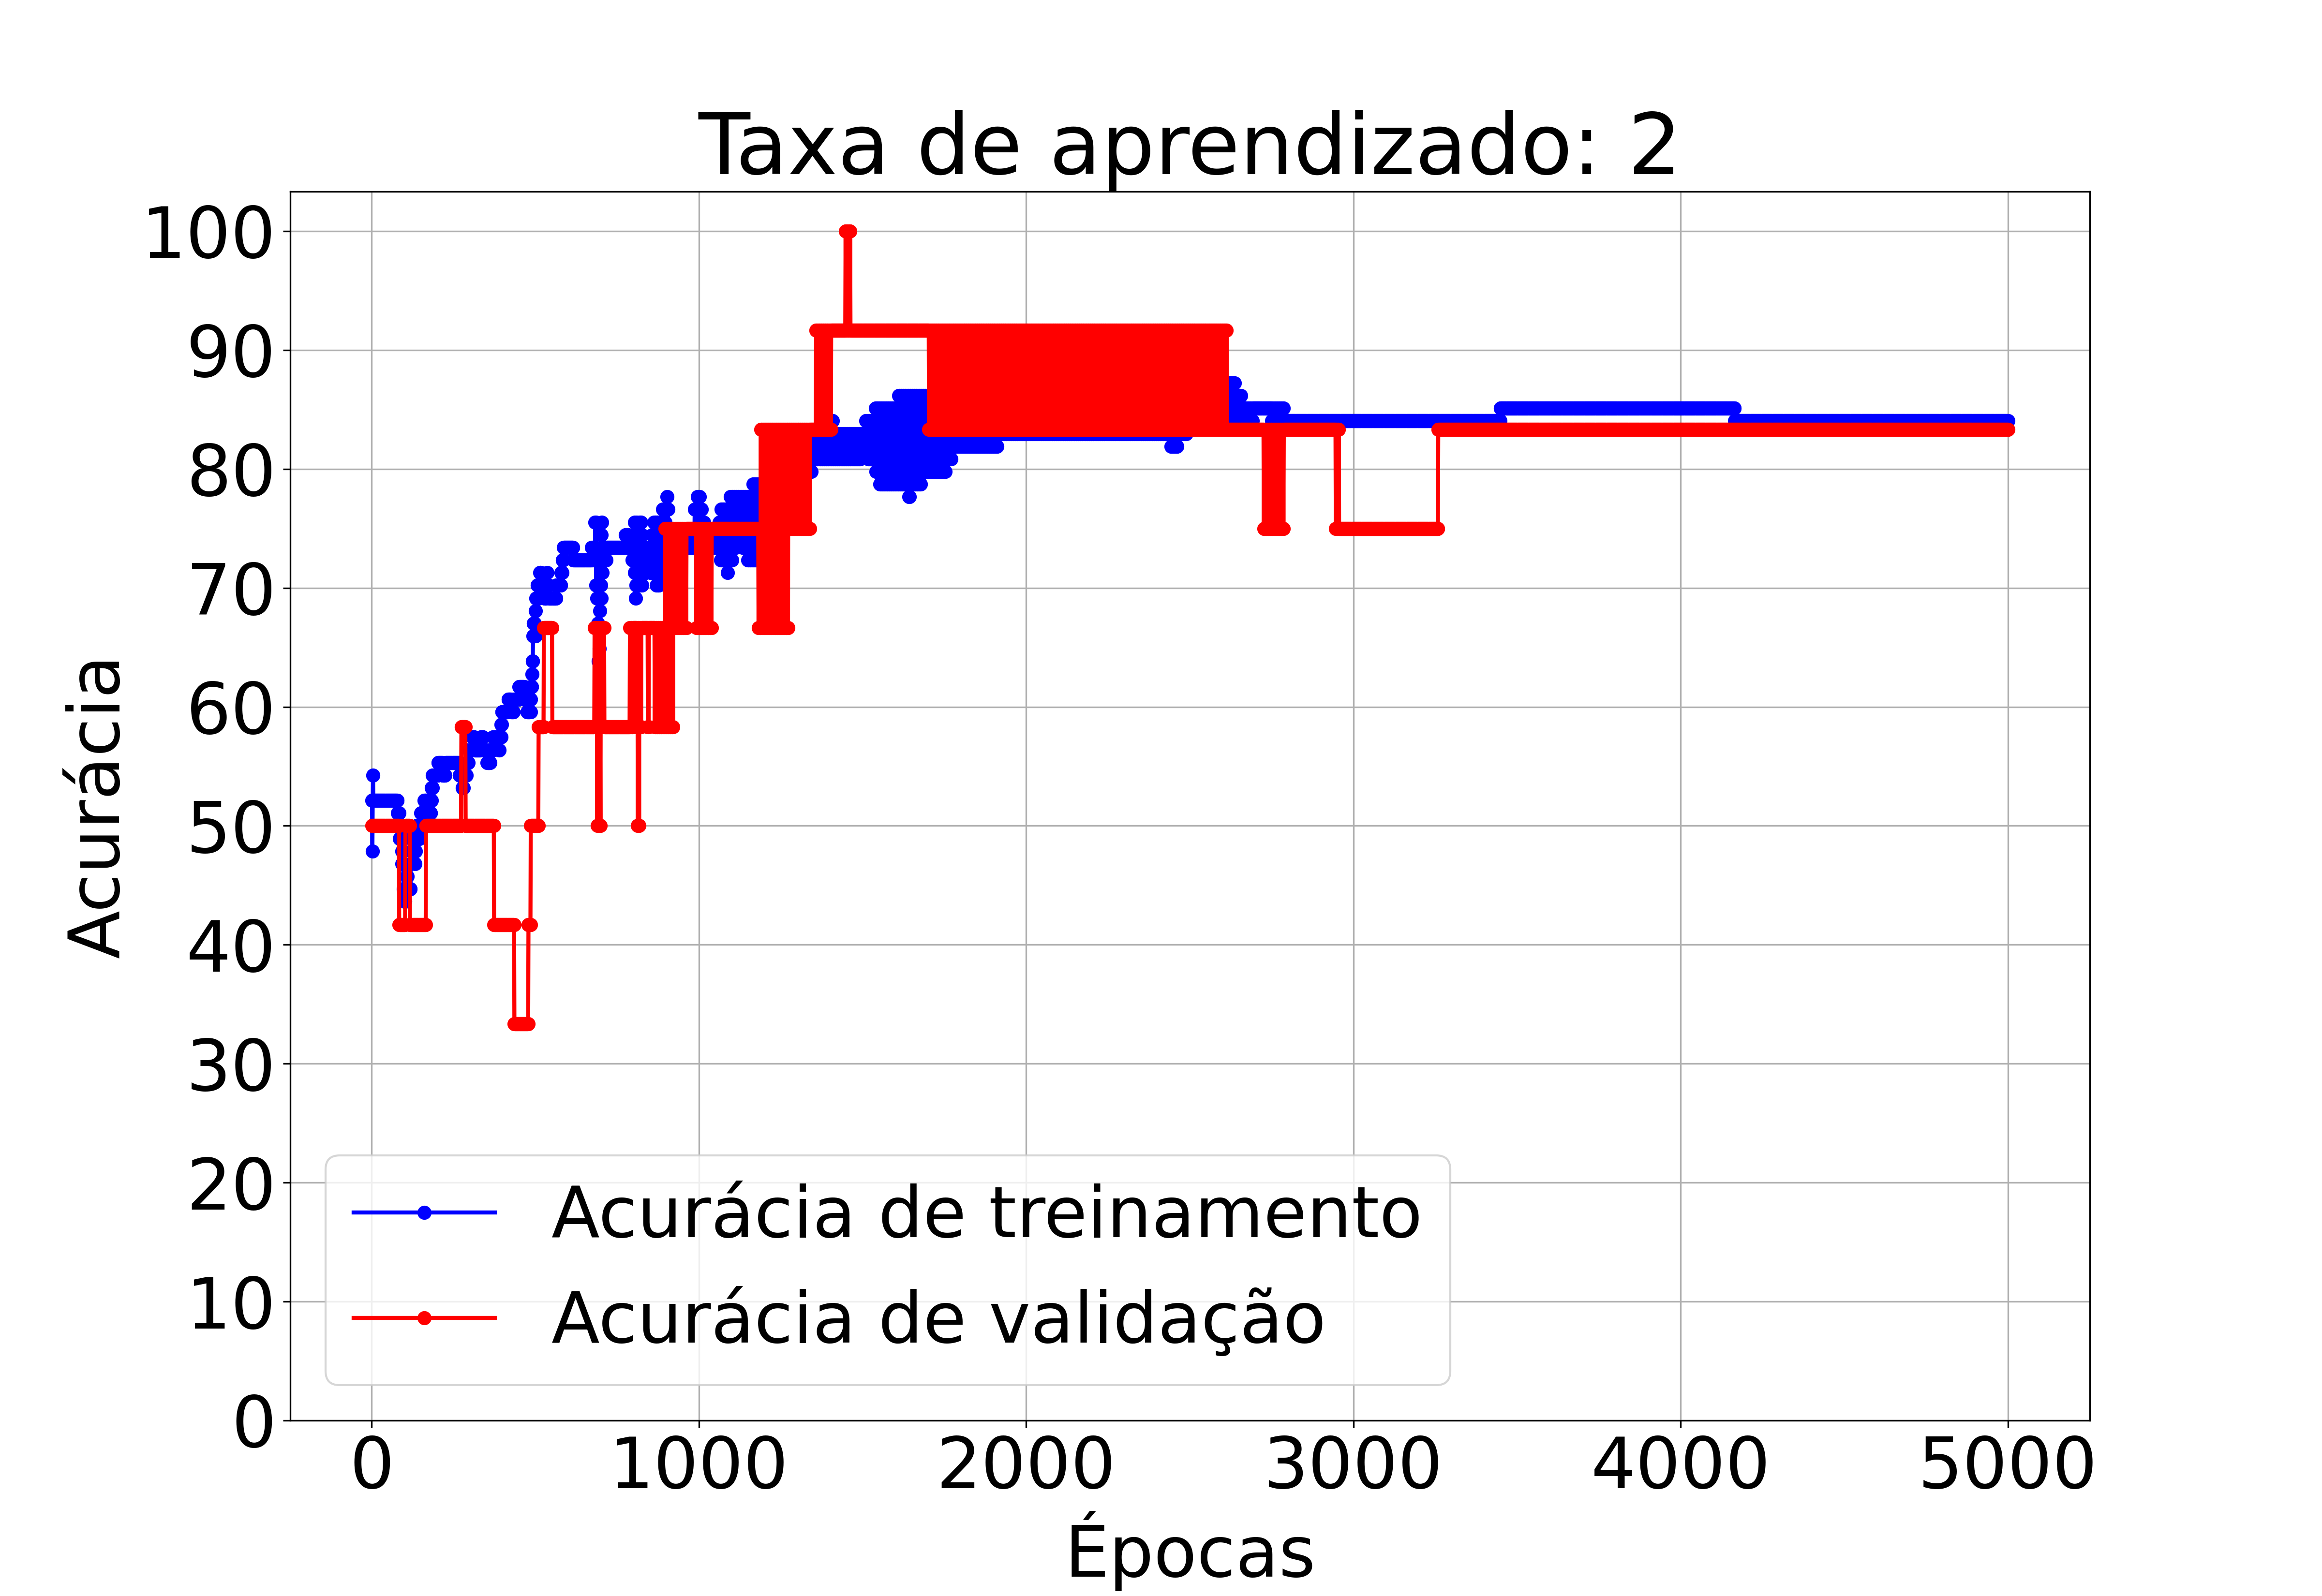 Taxa de aprendizado: 2
100
90
80
70
60
50
40
30
20
10
0
Acurácia
Acurácia de treinamento
Acurácia de validação
0 1000 2000 3000 4000 5000
Épocas